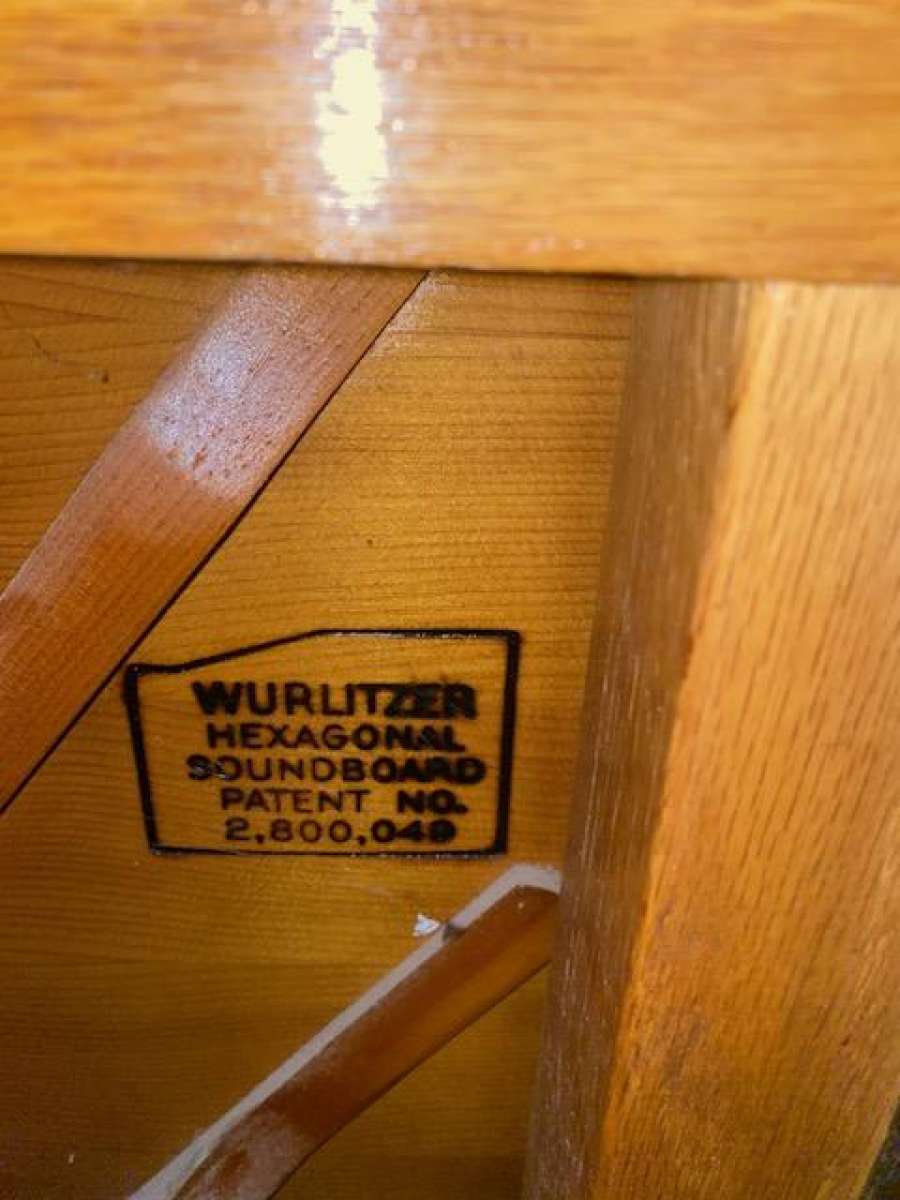 WURLITZER
HEXAGONAL
SOUNDBOARD
PATENT NO.
2,800,049